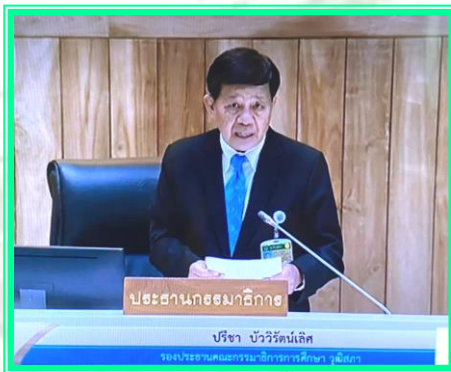 ประธานกรรมาธิการ
ปรีชา บัววิรัตน์เลิศ
รองประธานคณะกรรมาธิการการศึกษา วุฒิสภา